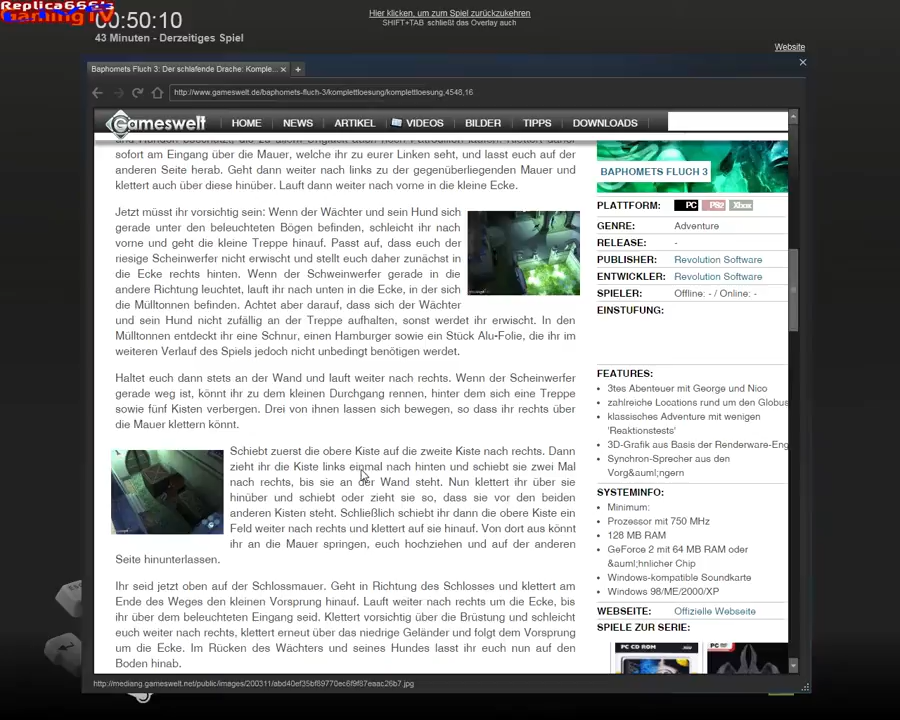 Replica666's
GamingTV
00:50:10
43 Minuten - Derzeitiges Spiel
Hier klicken, um zum Spiel zurückzukehren
SHIFT+TAB schließt das Overlay auch
Website
Baphomets Fluch 3: Der schlafende Drache: Komple...
http://www.gameswelt.de/baphomets-fluch-3/komplettloesung/komplettloesung,4548,16
Gameswelt
HOME NEWS ARTIKEL VIDEOS BILDER TIPPS DOWNLOADS
sofort am Eingang über die Mauer, welche ihr zu eurer Linken seht, und lasst euch auf der
anderen Seite herab. Geht dann weiter nach links zu der gegenüberliegenden Mauer und
klettert auch über diese hinüber. Lauft dann weiter nach vorne in die kleine Ecke.
Jetzt müsst ihr vorsichtig sein: Wenn der Wächter und sein Hund sich
gerade unter den beleuchteten Bögen befinden, schleicht ihr nach
vorne und geht die kleine Treppe hinauf. Passt auf, dass euch der
riesige Scheinwerfer nicht erwischt und stellt euch daher zunächst in
die Ecke rechts hinten. Wenn der Schweinwerfer gerade in die
andere Richtung leuchtet, lauft ihr nach unten in die Ecke, in der sich
die Mülltonnen befinden. Achtet aber darauf, dass sich der Wächter
und sein Hund nicht zufällig an der Treppe aufhalten, sonst werdet ihr erwischt. In den
Mülltonnen entdeckt ihr eine Schnur, einen Hamburger sowie ein Stück Alu-Folie, die ihr im
weiteren Verlauf des Spiels jedoch nicht unbedingt benötigen werdet.
Haltet euch dann stets an der Wand und lauft weiter nach rechts. Wenn der Scheinwerfer
gerade weg ist, könnt ihr zu dem kleinen Durchgang rennen, hinter dem sich eine Treppe
sowie fünf Kisten verbergen. Drei von ihnen lassen sich bewegen, so dass ihr rechts über
die Mauer klettern könnt.
Schiebt zuerst die obere Kiste auf die zweite Kiste nach rechts. Dann
zieht ihr die Kiste links einmal nach hinten und schiebt sie zwei Mal
nach rechts, bis sie an der Wand steht. Nun klettert ihr über sie
hinüber und schiebt oder zieht sie so, dass sie vor den beiden
anderen Kisten steht. Schließlich schiebt ihr dann die obere Kiste ein
Feld weiter nach rechts und klettert auf sie hinauf. Von dort aus könnt
ihr an die Mauer springen, euch hochziehen und auf der anderen
Seite hinunterlassen.
Ihr seid jetzt oben auf der Schlossmauer. Geht in Richtung des Schlosses und klettert am
Ende des Weges den kleinen Vorsprung hinauf. Lauft weiter nach rechts um die Ecke, bis
ihr über dem beleuchteten Eingang seid. Klettert vorsichtig über die Brüstung und schleicht
euch weiter nach rechts, klettert erneut über das niedrige Geländer und folgt dem Vorsprung
um die Ecke. Im Rücken des Wächters und seines Hundes lasst ihr euch nun auf den
Boden hinab.
BAPHOMETS FLUCH 3
PLATTFORM: PC PS2 Xbox
GENRE: Adventure
RELEASE: -
PUBLISHER: Revolution Software
ENTWICKLER: Revolution Software
SPIELER: Offline: - / Online: -
EINSTUFUNG:
FEATURES:
3tes Abenteuer mit George und Nico
zahlreiche Locations rund um den Globus
klassisches Adventure mit wenigen
'Reaktionstests'
3D-Grafik aus Basis der Renderware-Eng
Synchron-Sprecher aus den
Vorg&auml;ngern
SYSTEMINFO:
Minimum:
Prozessor mit 750 MHz
128 MB RAM
GeForce 2 mit 64 MB RAM oder
&auml;hnlicher Chip
Windows-kompatible Soundkarte
Windows 98/ME/2000/XP
WEBSEITE: Offizielle Webseite
SPIELE ZUR SERIE:
PC CD ROM
http://mediang.gameswelt.net/public/images/200311/abd40ef35bf89770ec6f9f87eaac26b7.jpg